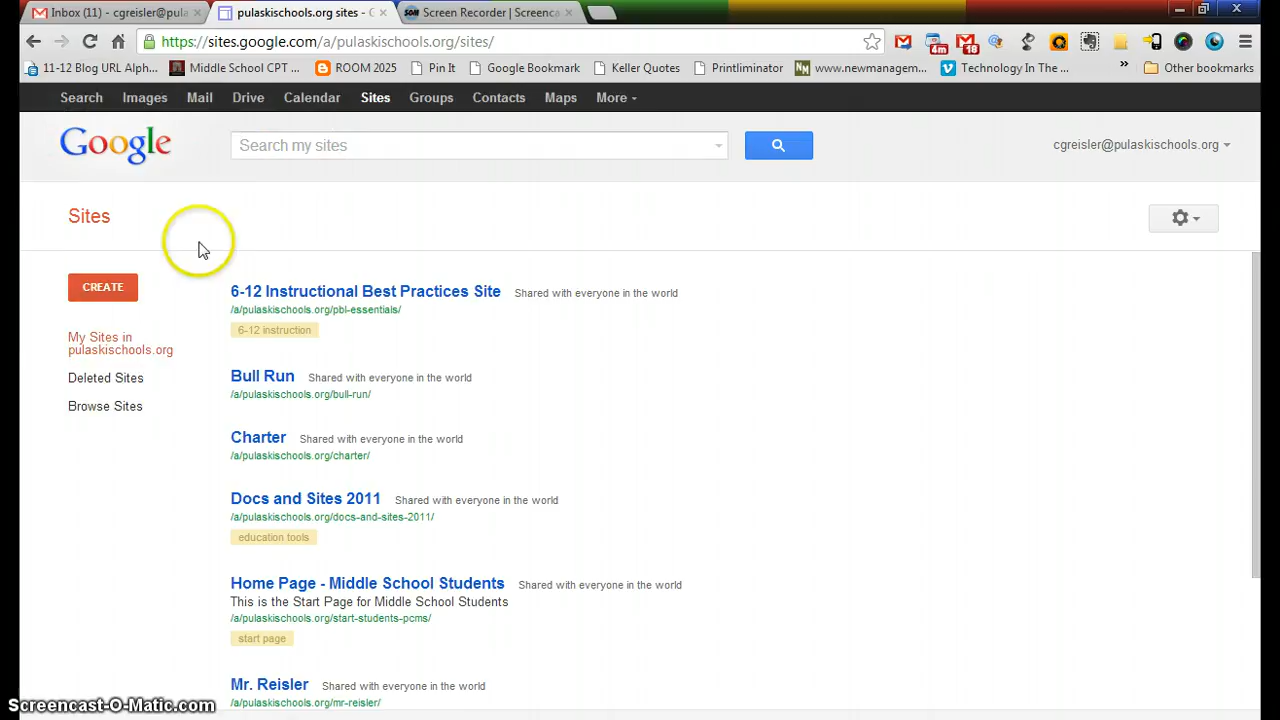 Inbox (11) - cgreisler@pula
pulaskischools.org sites - G
Screen Recorder | Screenca
https://sites.google.com/a/pulaskischools.org/sites/
4m
18
11-12 Blog URL Alph...
Middle School CPT ...
ROOM 2025
Pin It
Google Bookmark
Keller Quotes
Printliminator
www.newmanagem...
Technology In The ...
»
Other bookmarks
Search Images Mail Drive Calendar Sites Groups Contacts Maps More
Google
Search my sites
cgreisler@pulaskischools.org
Sites
CREATE
My Sites in
pulaskischools.org
Deleted Sites
Browse Sites
6-12 Instructional Best Practices Site Shared with everyone in the world
/a/pulaskischools.org/pbl-essentials/
6-12 instruction
Bull Run Shared with everyone in the world
/a/pulaskischools.org/bull-run/
Charter Shared with everyone in the world
/a/pulaskischools.org/charter/
Docs and Sites 2011 Shared with everyone in the world
/a/pulaskischools.org/docs-and-sites-2011/
education tools
Home Page - Middle School Students Shared with everyone in the world
This is the Start Page for Middle School Students
/a/pulaskischools.org/start-students-pcms/
start page
Mr. Reisler Shared with everyone in the world
/a/pulaskischools.org/mr-reisler/
Screencast-O-Matic.com